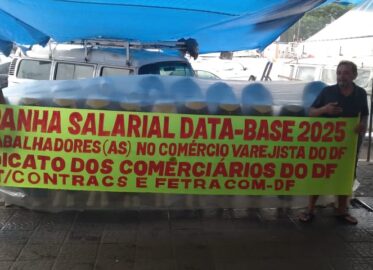 ANHA SALARIAL DATA-BASE 2025
ABALHADORES(AS) NO COMÉRCIO VAREJISTA DO DF
DICATO DOS COMERCIÁRIOS DO DF
T/CONTRACS E FETRACOM-DF